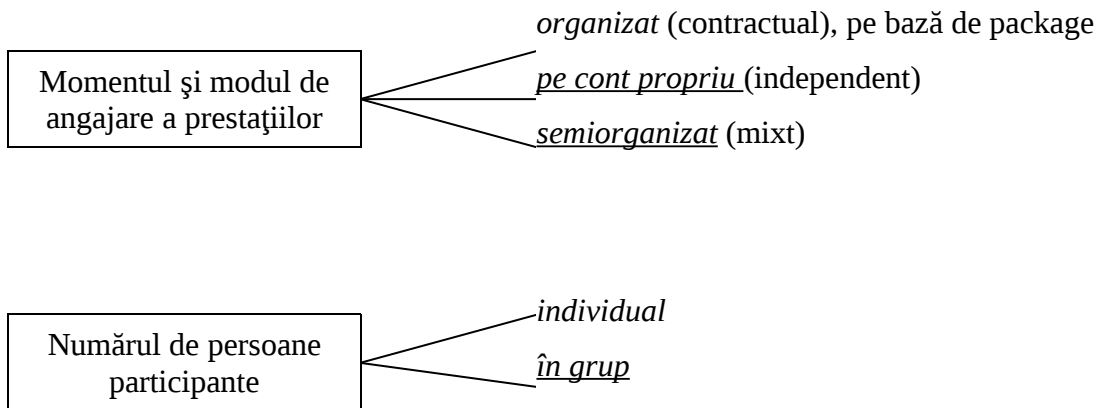 organizat (contractual), pe bază de package
Momentul şi modul de
angajare a prestaţiilor
pe cont propriu (independent)
semiorganizat (mixt)
individual
Numărul de persoane
participante
în grup